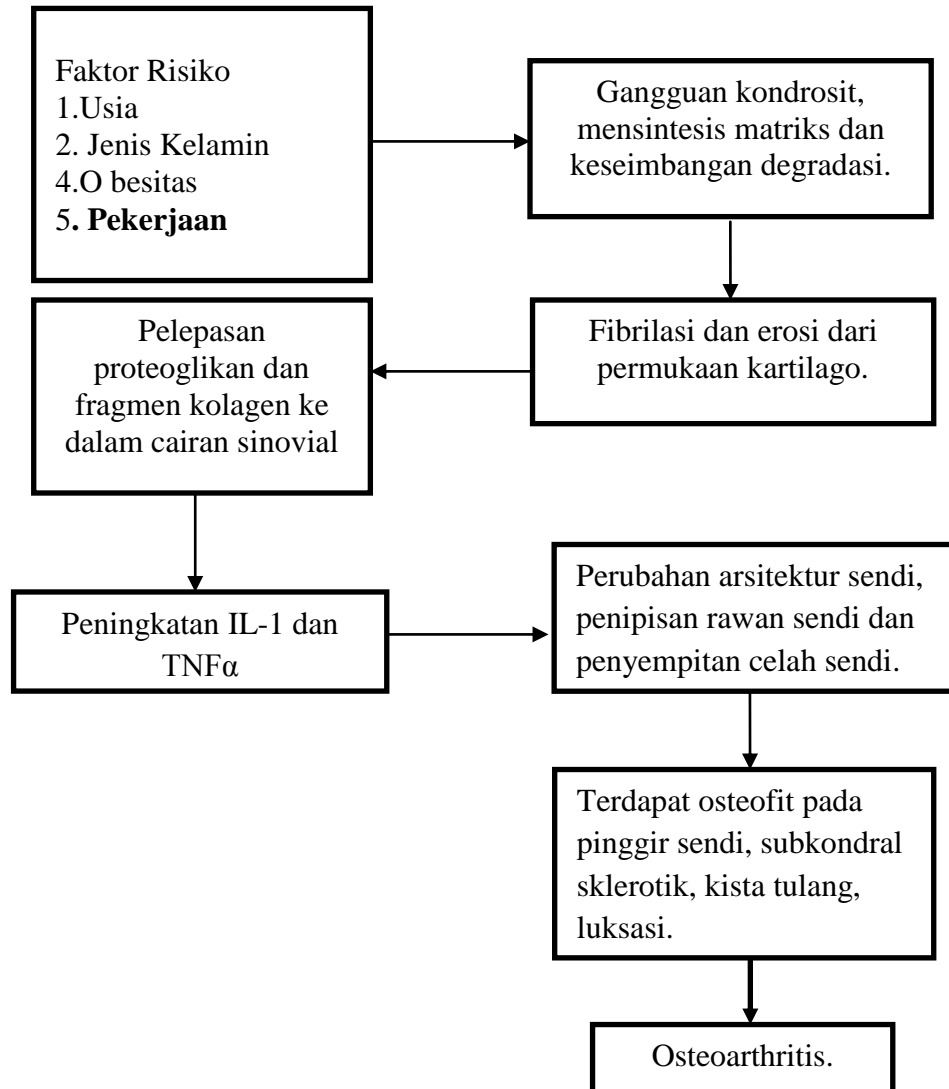 Faktor Risiko
1.Usia
2. Jenis Kelamin
4.O besitas
5. Pekerjaan
Gangguan kondrosit,
mensintesis matriks dan
keseimbangan degradasi.
Fibrilasi dan erosi dari
permukaan kartilago.
Pelepasan
proteoglikan dan
fragmen kolagen ke
dalam cairan sinovial
Peningkatan IL-1 dan
TNFα
Perubahan arsitektur sendi,
penipisan rawan sendi dan
penyempitan celah sendi.
Terdapat osteofit pada
pinggir sendi, subkondral
sklerotik, kista tulang,
luksasi.
Osteoarthritis.